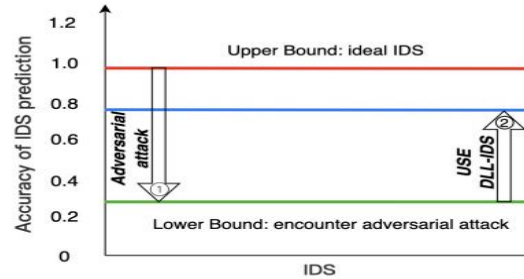 1.2
Upper Bound: ideal IDS
1.0
0.8
②
Adversarial
attack
USE
DLL-IDS
0.6
0.4
①
0.2
Lower Bound: encounter adversarial attack
0
Accuracy of IDS prediction
IDS